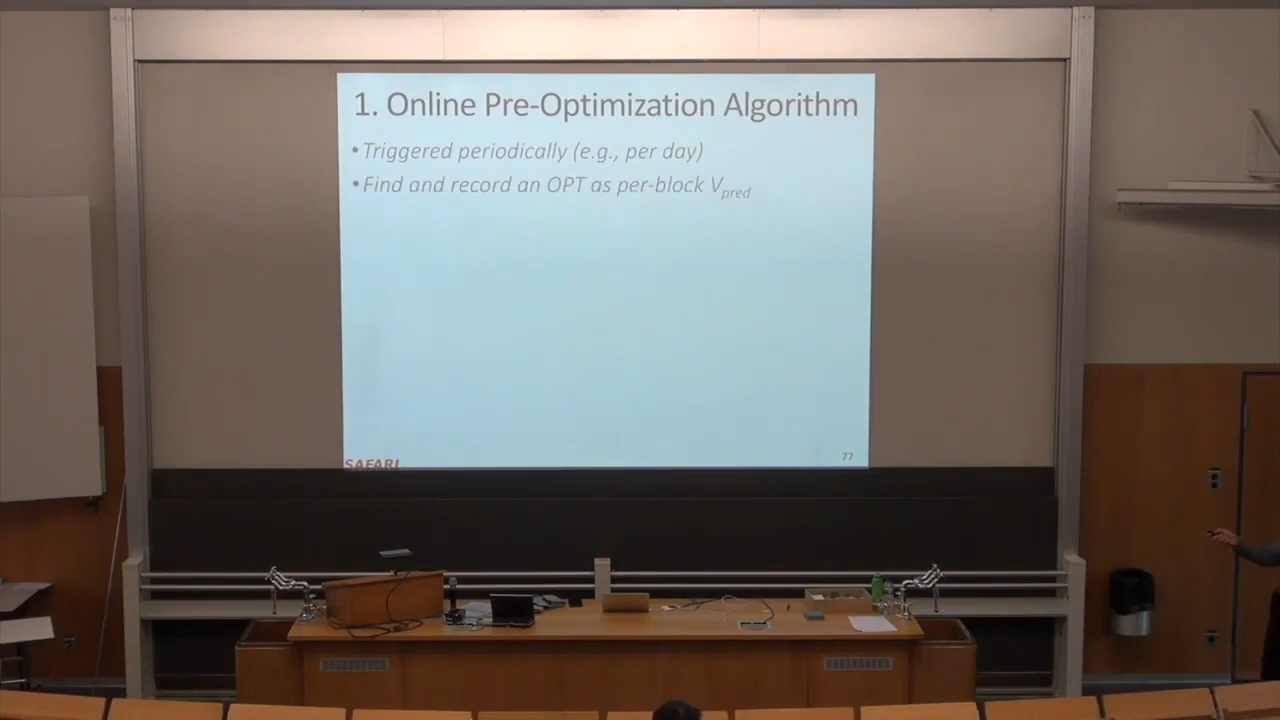 1. Online Pre-Optimization Algorithm
• Triggered periodically (e.g., per day)
• Find and record an OPT as per-block Vpred
SAFARI
77